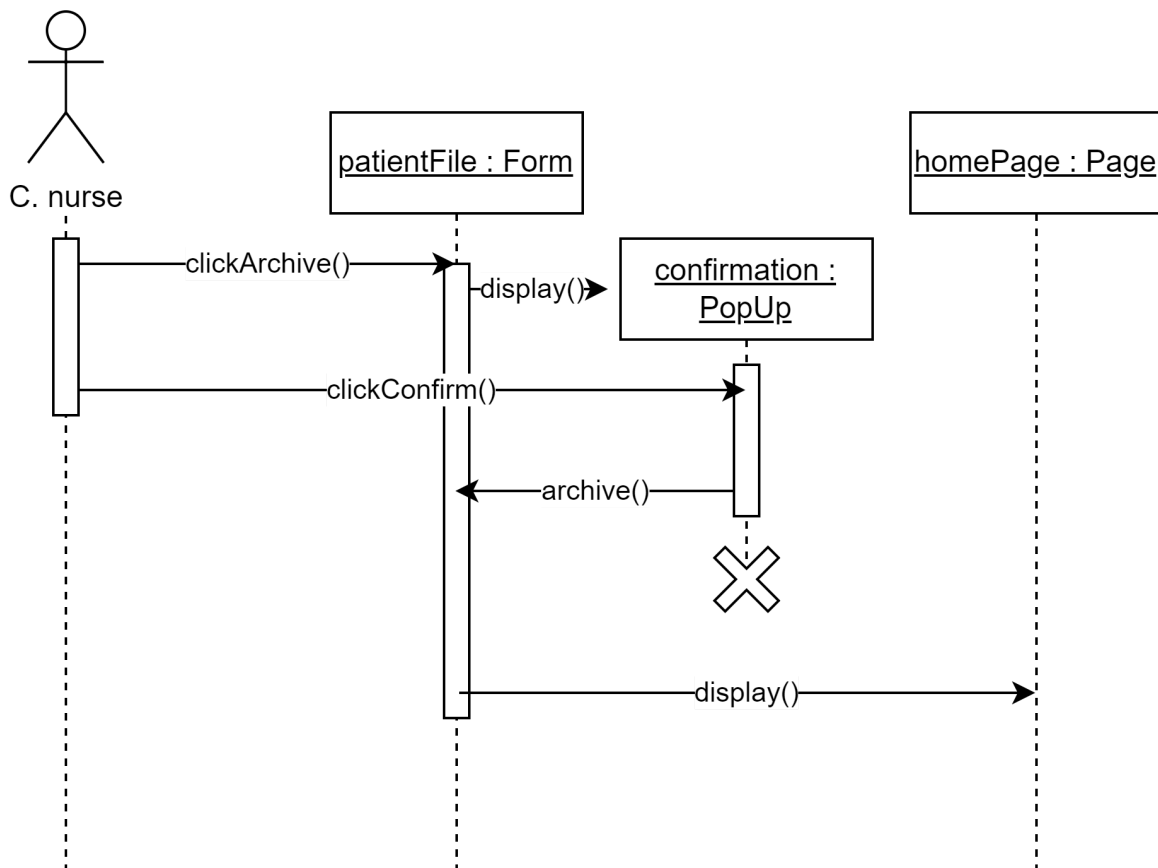 C. nurse
patientFile : Form
homePage : Page
clickArchive()
display()
confirmation :
PopUp
clickConfirm()
archive()
display()